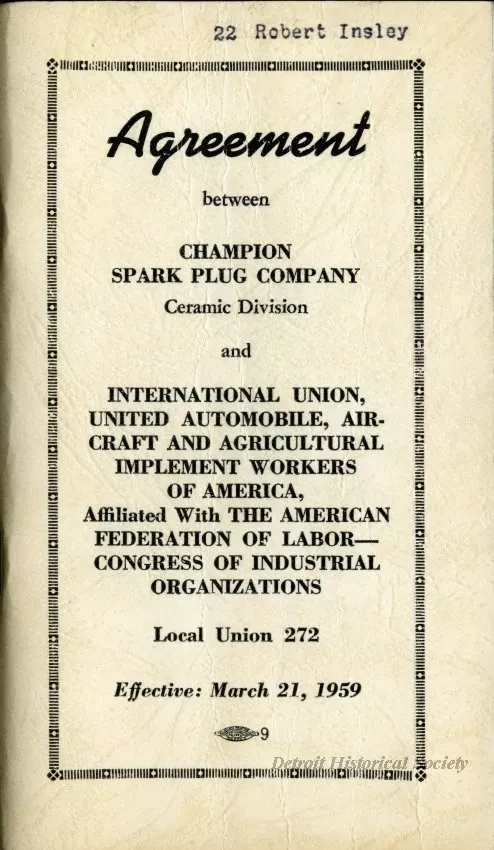 22 Robert Insley
Agreement
between
CHAMPION
SPARK PLUG COMPANY
Ceramic Division
and
INTERNATIONAL UNION,
UNITED AUTOMOBILE, AIR-
CRAFT AND AGRICULTURAL
IMPLEMENT WORKERS
OF AMERICA,
Affiliated With THE AMERICAN
FEDERATION OF LABOR—
CONGRESS OF INDUSTRIAL
ORGANIZATIONS
Local Union 272
Effective: March 21, 1959
9
Detroit Historical Society